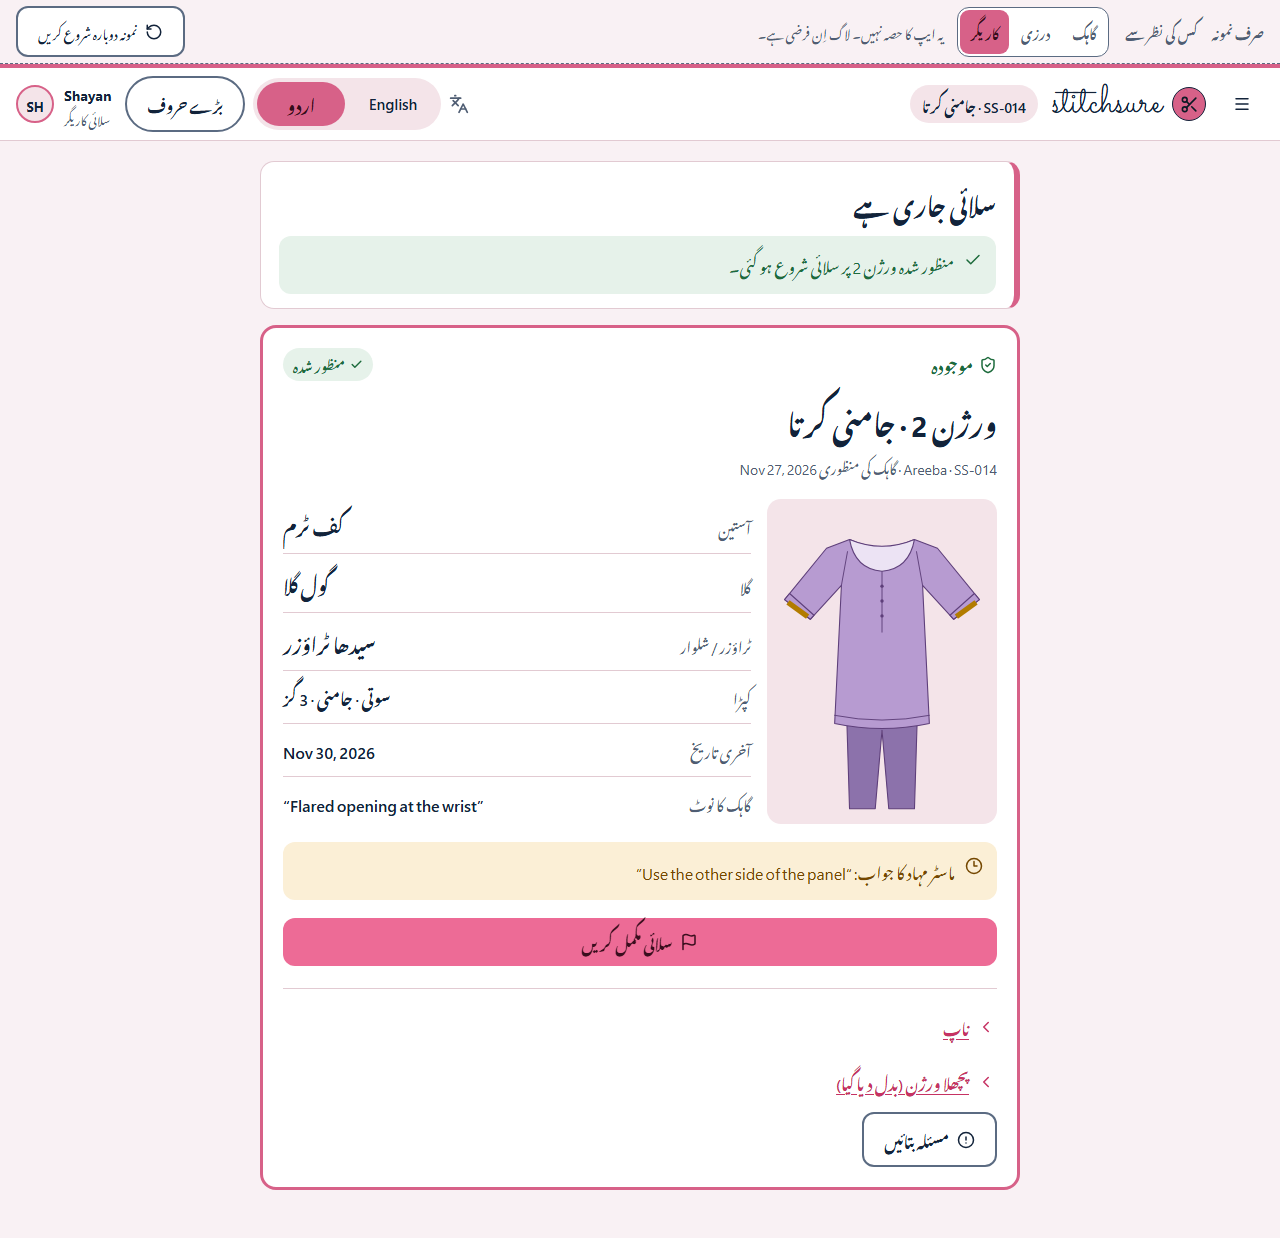 صرف نمونہ کس کی نظر سے گاہک درزی کاریگر یہ ایپ کا حصہ نہیں۔ لاگ اِن فرضی ہے۔ نمونہ دوبارہ شروع کریں
stitchsure SS-014 · جامنی کرتا English اردو بڑے حروف Shayan SH
سلائی کاریگر
سلائی جاری ہے
منظور شدہ ورژن 2 پر سلائی شروع ہو گئی۔
موجودہ منظور شدہ
ورژن 2 · جامنی کرتا
SS-014 · Areeba · گاہک کی منظوری Nov 27, 2026
آستین کف ٹرم
گلا گول گلا
ٹراؤزر / شلوار سیدھا ٹراؤزر
کپڑا سوتی · جامنی · 3 گز
آخری تاریخ Nov 30, 2026
گاہک کا نوٹ “Flared opening at the wrist”
ماسٹر مہاد کا جواب: “Use the other side of the panel”
سلائی مکمل کریں
ناپ
پچھلا ورژن (بدل دیا گیا)
مسئلہ بتائیں